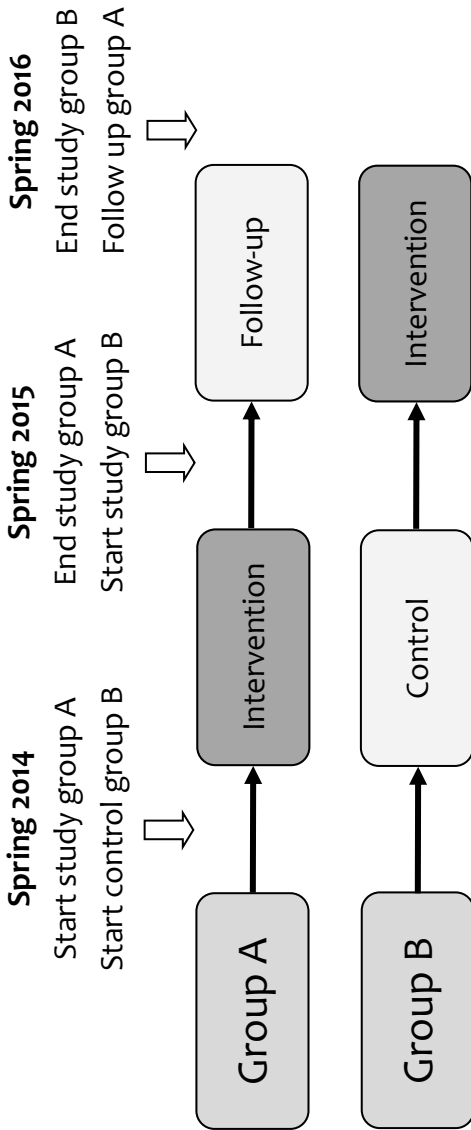 Spring 2014
Start study group A
Start control group B
Spring 2015
End study group A
Start study group B
Spring 2016
End study group B
Follow up group A
Group A
Intervention
Follow-up
Group B
Control
Intervention